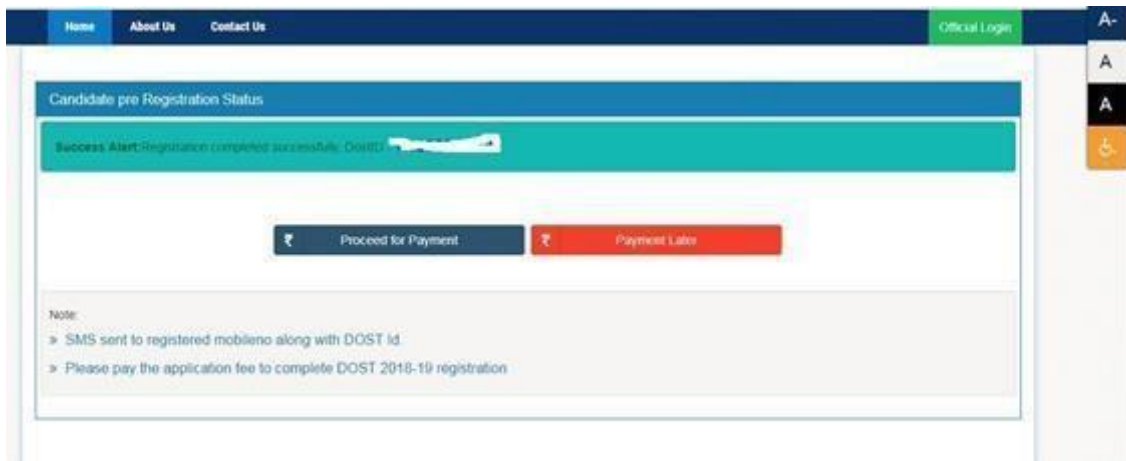 Home About Us Contact Us Official Login
A-
A
A
Candidate pre Registration Status
Success Alert:Registration completed successfully, DostID
₹ Proceed for Payment ₹ Payment Later
Note:
» SMS sent to registered mobileno along with DOST Id.
» Please pay the application fee to complete DOST 2018-19 registration